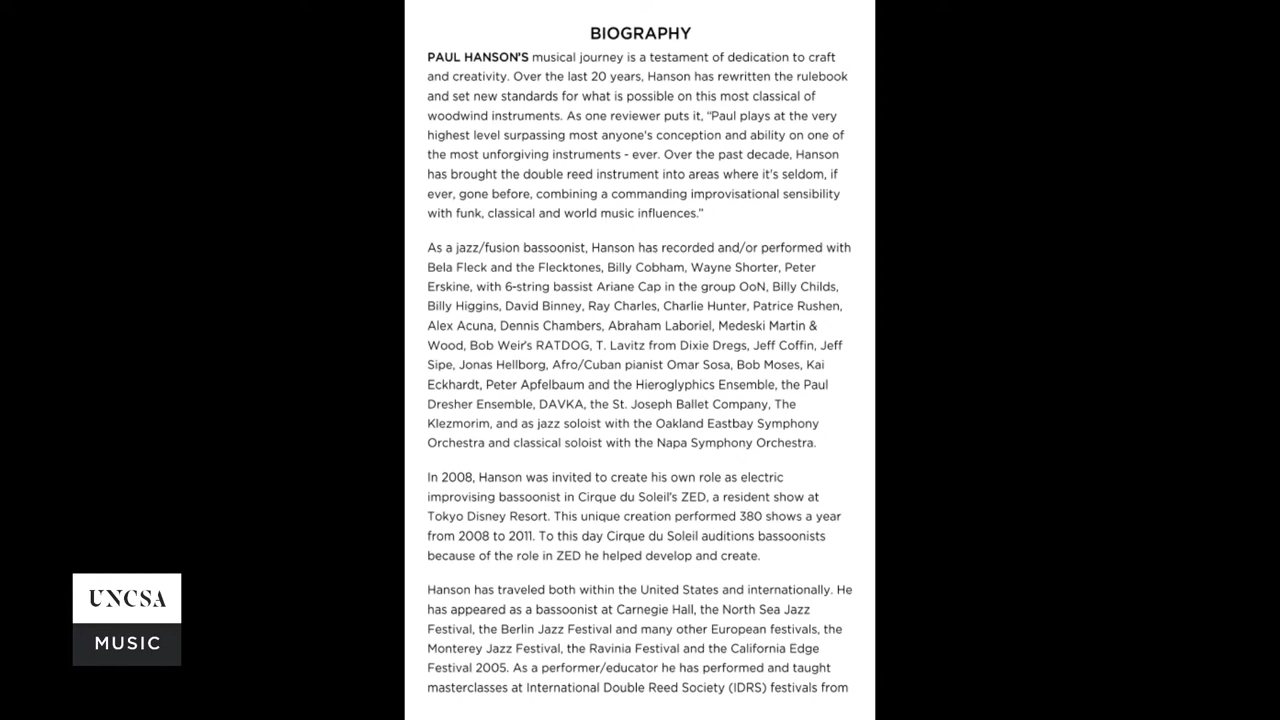 BIOGRAPHY
PAUL HANSON'S musical journey is a testament of dedication to craft
and creativity. Over the last 20 years, Hanson has rewritten the rulebook
and set new standards for what is possible on this most classical of
woodwind instruments. As one reviewer puts it, “Paul plays at the very
highest level surpassing most anyone's conception and ability on one of
the most unforgiving instruments - ever. Over the past decade, Hanson
has brought the double reed instrument into areas where it's seldom, if
ever, gone before, combining a commanding improvisational sensibility
with funk, classical and world music influences.”
As a jazz/fusion bassoonist, Hanson has recorded and/or performed with
Bela Fleck and the Flecktones, Billy Cobham, Wayne Shorter, Peter
Erskine, with 6-string bassist Ariane Cap in the group OoN, Billy Childs,
Billy Higgins, David Binney, Ray Charles, Charlie Hunter, Patrice Rushen,
Alex Acuna, Dennis Chambers, Abraham Laboriel, Medeski Martin &
Wood, Bob Weir's RATDOG, T. Lavitz from Dixie Dregs, Jeff Coffin, Jeff
Sipe, Jonas Hellborg, Afro/Cuban pianist Omar Sosa, Bob Moses, Kai
Eckhardt, Peter Apfelbaum and the Hieroglyphics Ensemble, the Paul
Dresher Ensemble, DAVKA, the St. Joseph Ballet Company, The
Klezmorim, and as jazz soloist with the Oakland Eastbay Symphony
Orchestra and classical soloist with the Napa Symphony Orchestra.
In 2008, Hanson was invited to create his own role as electric
improvising bassoonist in Cirque du Soleil's ZED, a resident show at
Tokyo Disney Resort. This unique creation performed 380 shows a year
from 2008 to 2011. To this day Cirque du Soleil auditions bassoonists
because of the role in ZED he helped develop and create.
Hanson has traveled both within the United States and internationally. He
has appeared as a bassoonist at Carnegie Hall, the North Sea Jazz
Festival, the Berlin Jazz Festival and many other European festivals, the
Monterey Jazz Festival, the Ravinia Festival and the California Edge
Festival 2005. As a performer/educator he has performed and taught
masterclasses at International Double Reed Society (IDRS) festivals from
UNCSA
MUSIC